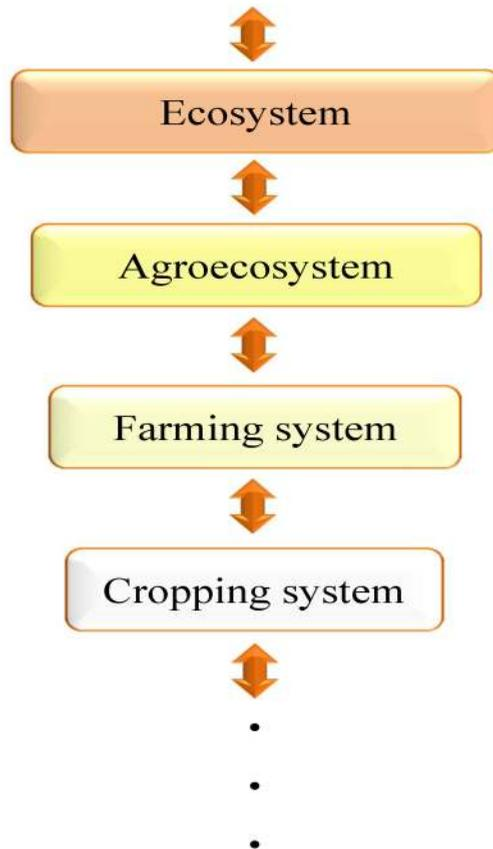 Ecosystem
Agroecosystem
Farming system
Cropping system
.
.
.